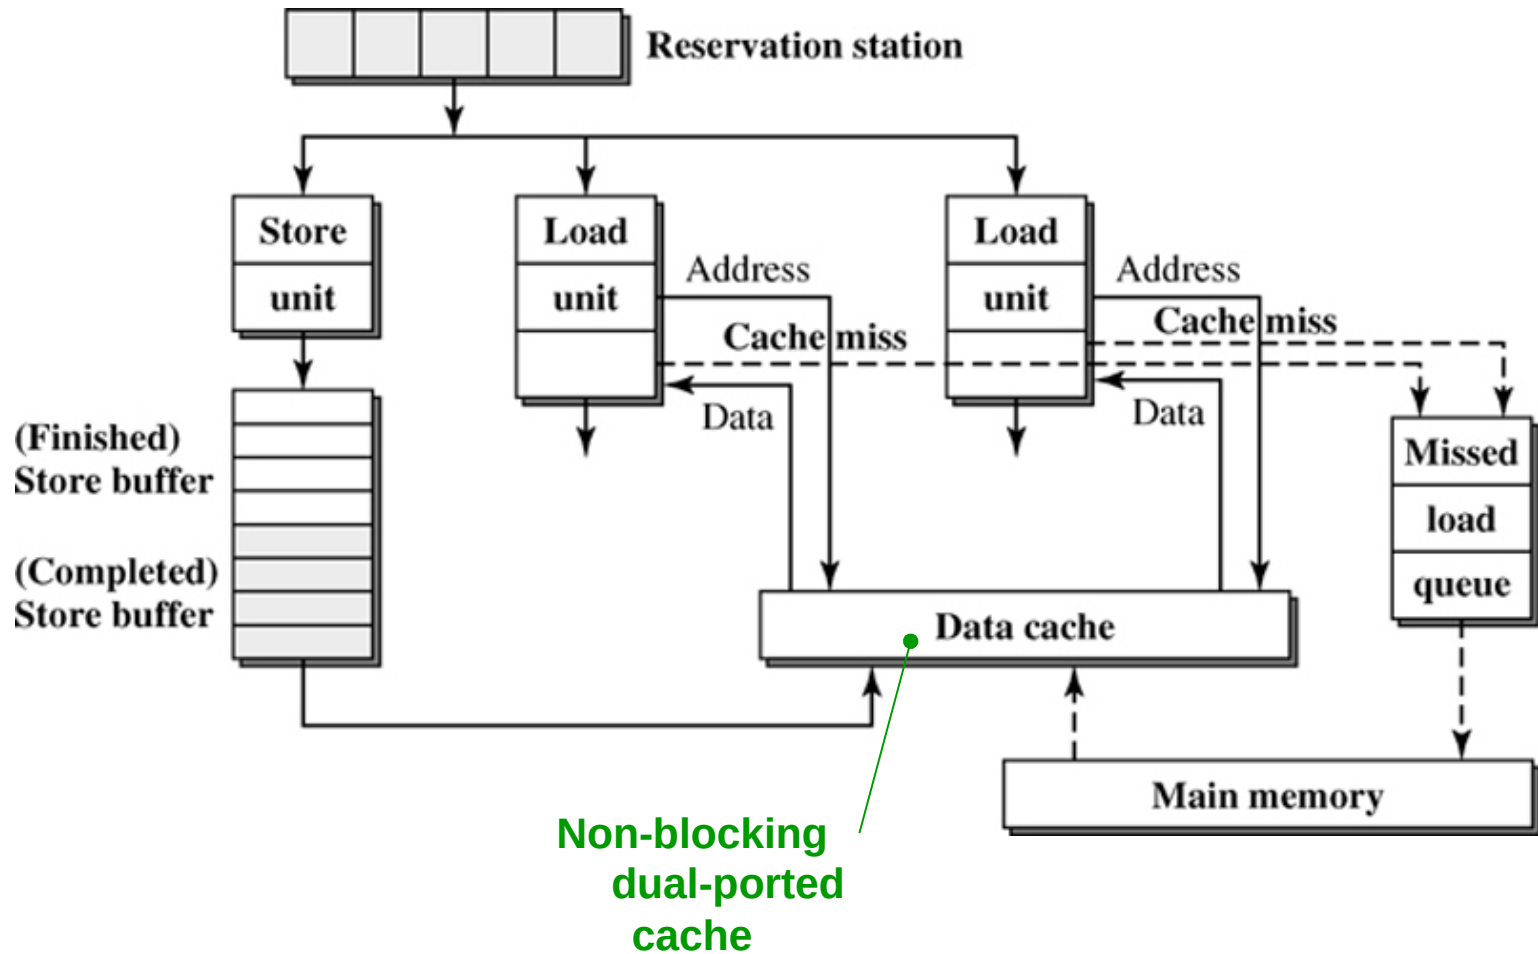 Reservation station
Store
unit
Load
unit
Load
unit
Address
Address
Cache miss
Cache miss
Data
Data
(Finished)
Store buffer
(Completed)
Store buffer
Missed
load
queue
Data cache
Main memory
Non-blocking
dual-ported
cache